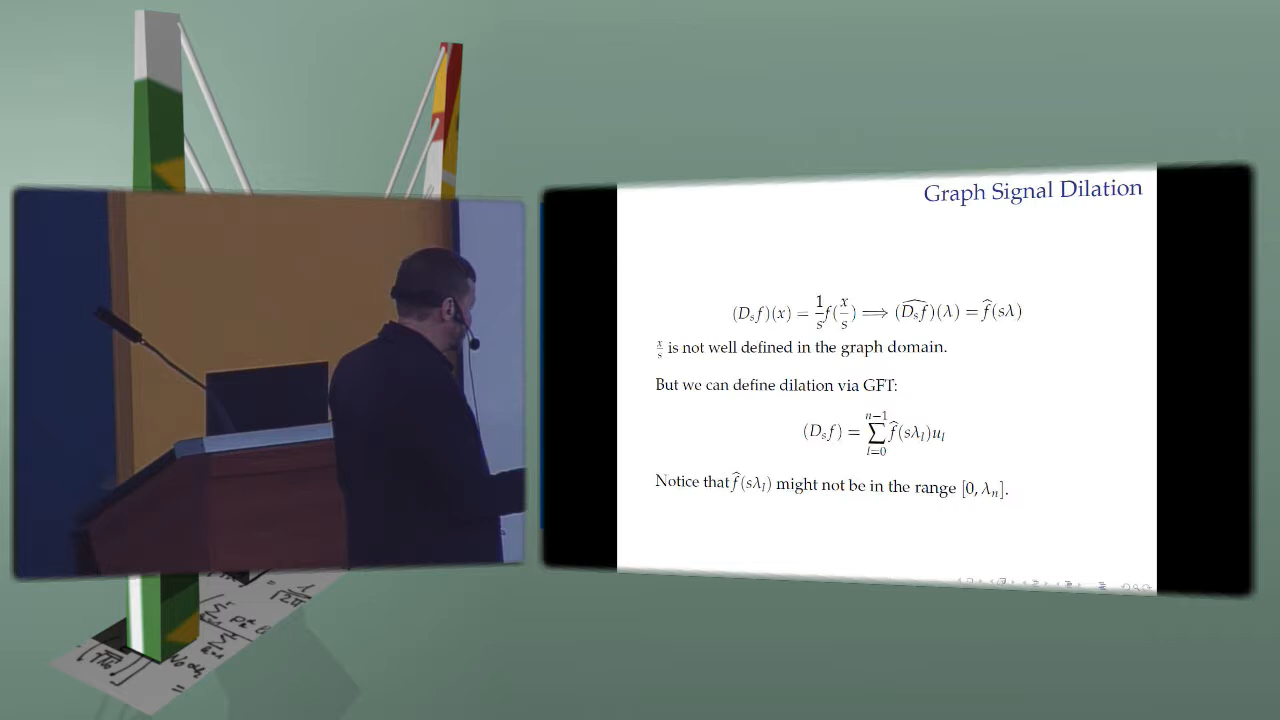 Graph Signal Dilation
(D_s f)(x) = 1/s f(x/s) ⟹ (\widehat{D_s f})(λ) = \hat{f}(sλ)
x/s is not well defined in the graph domain.
But we can define dilation via GFT:
(D_s f) = \sum_{l=0}^{n−1} \hat{f}(sλ_l)u_l
Notice that \hat{f}(sλ_l) might not be in the range [0, λ_n].